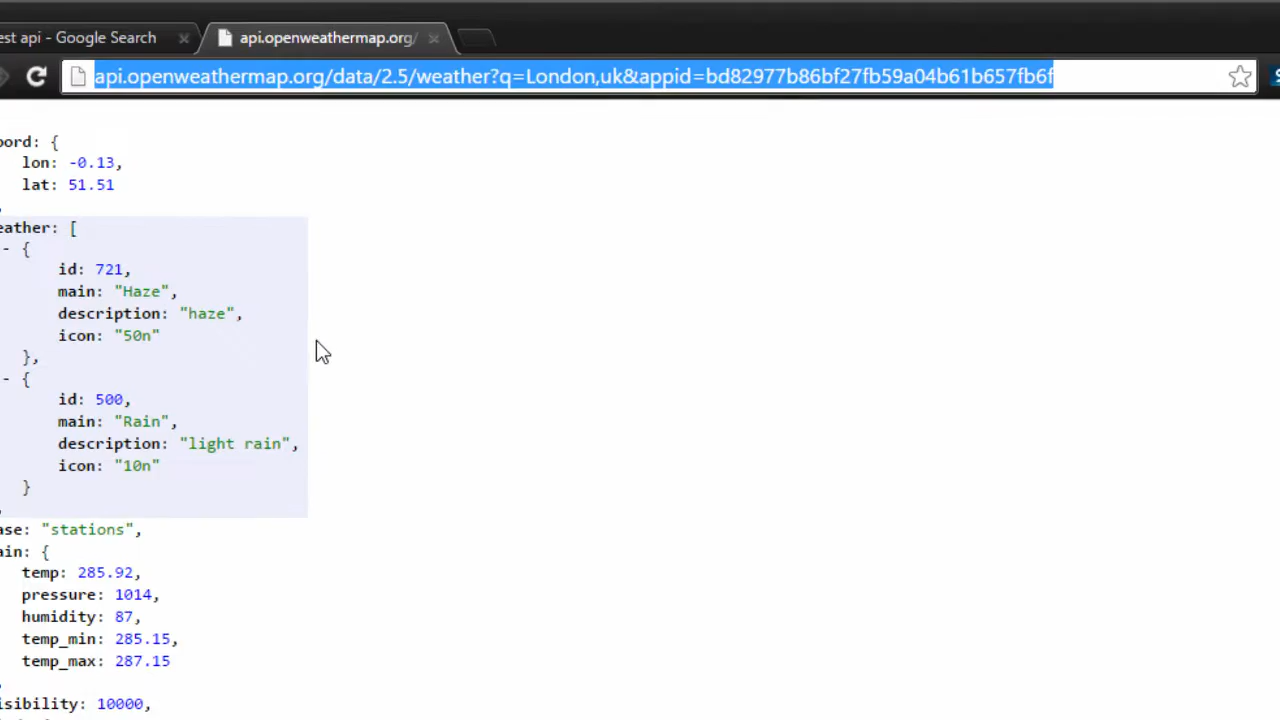 est api - Google Search
api.openweathermap.org/
api.openweathermap.org/data/2.5/weather?q=London,uk&appid=bd82977b86bf27fb59a04b61b657fb6f
oord: {
lon: -0.13,
lat: 51.51
,
eather: [
- {
id: 721,
main: "Haze",
description: "haze",
icon: "50n"
},
- {
id: 500,
main: "Rain",
description: "light rain",
icon: "10n"
}
,
ase: "stations",
ain: {
temp: 285.92,
pressure: 1014,
humidity: 87,
temp_min: 285.15,
temp_max: 287.15
,
isibility: 10000,